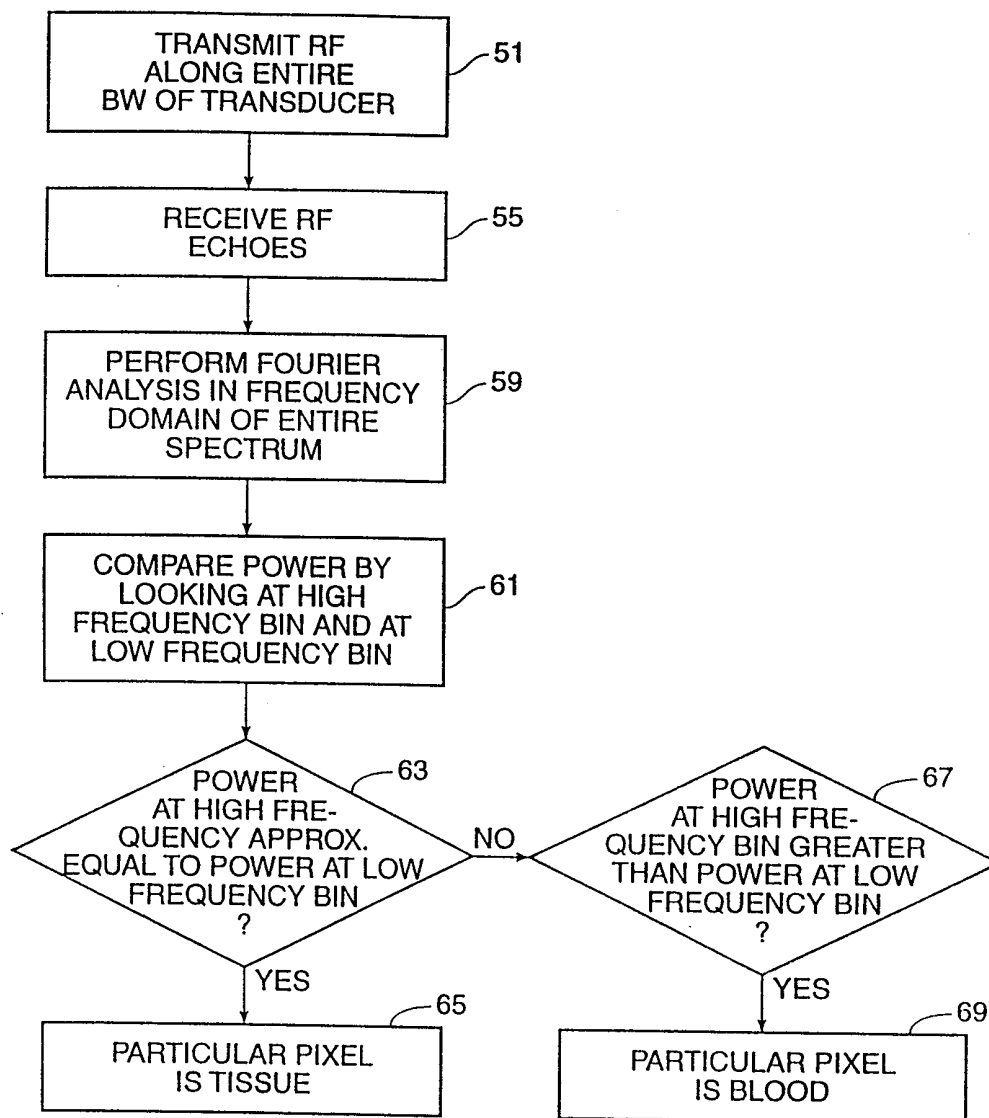 TRANSMIT RF
ALONG ENTIRE
BW OF TRANSDUCER
51
RECEIVE RF
ECHOES
55
PERFORM FOURIER
ANALYSIS IN FREQUENCY
DOMAIN OF ENTIRE
SPECTRUM
59
COMPARE POWER BY
LOOKING AT HIGH
FREQUENCY BIN AND AT
LOW FREQUENCY BIN
61
POWER
AT HIGH FRE-
QUENCY APPROX.
EQUAL TO POWER AT LOW
FREQUENCY BIN
?
63
NO
POWER
AT HIGH FRE-
QUENCY BIN GREATER
THAN POWER AT LOW
FREQUENCY BIN
?
67
YES
YES
PARTICULAR PIXEL
IS TISSUE
65
PARTICULAR PIXEL
IS BLOOD
69